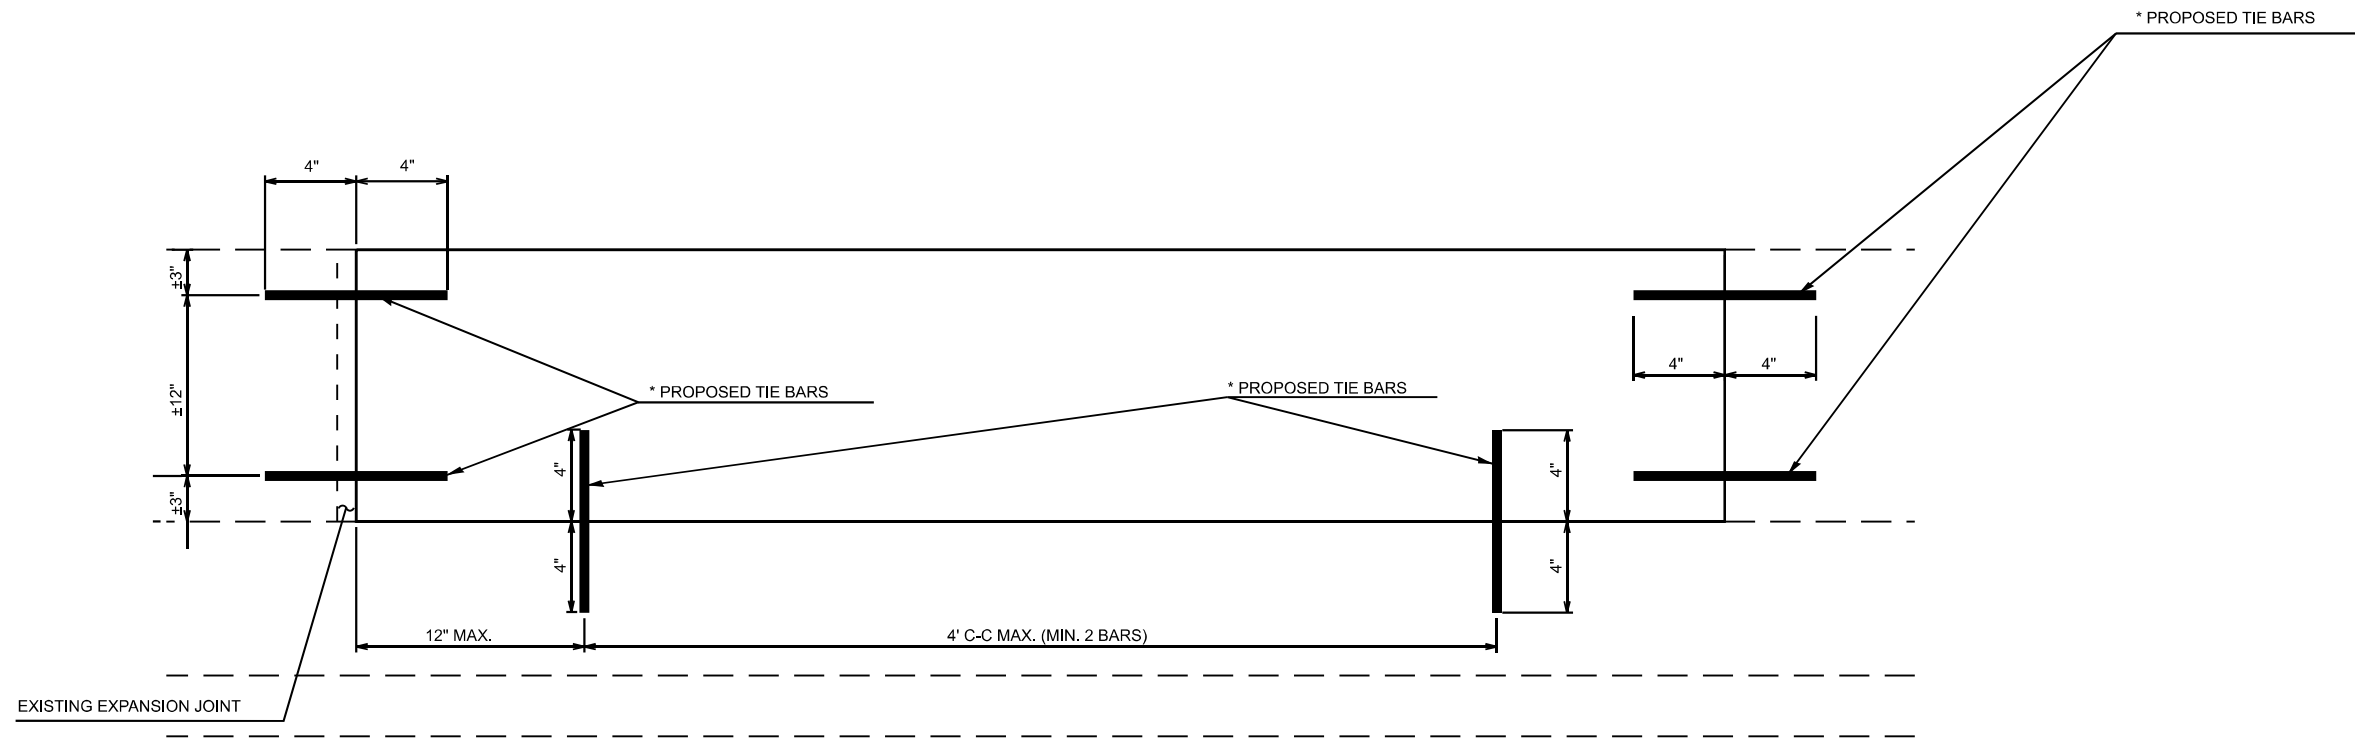 * PROPOSED TIE BARS
4"
4"
±3"
±12"
±3"
* PROPOSED TIE BARS
* PROPOSED TIE BARS
4"
4"
4"
4"
4"
4"
12" MAX.
4' C-C MAX. (MIN. 2 BARS)
EXISTING EXPANSION JOINT